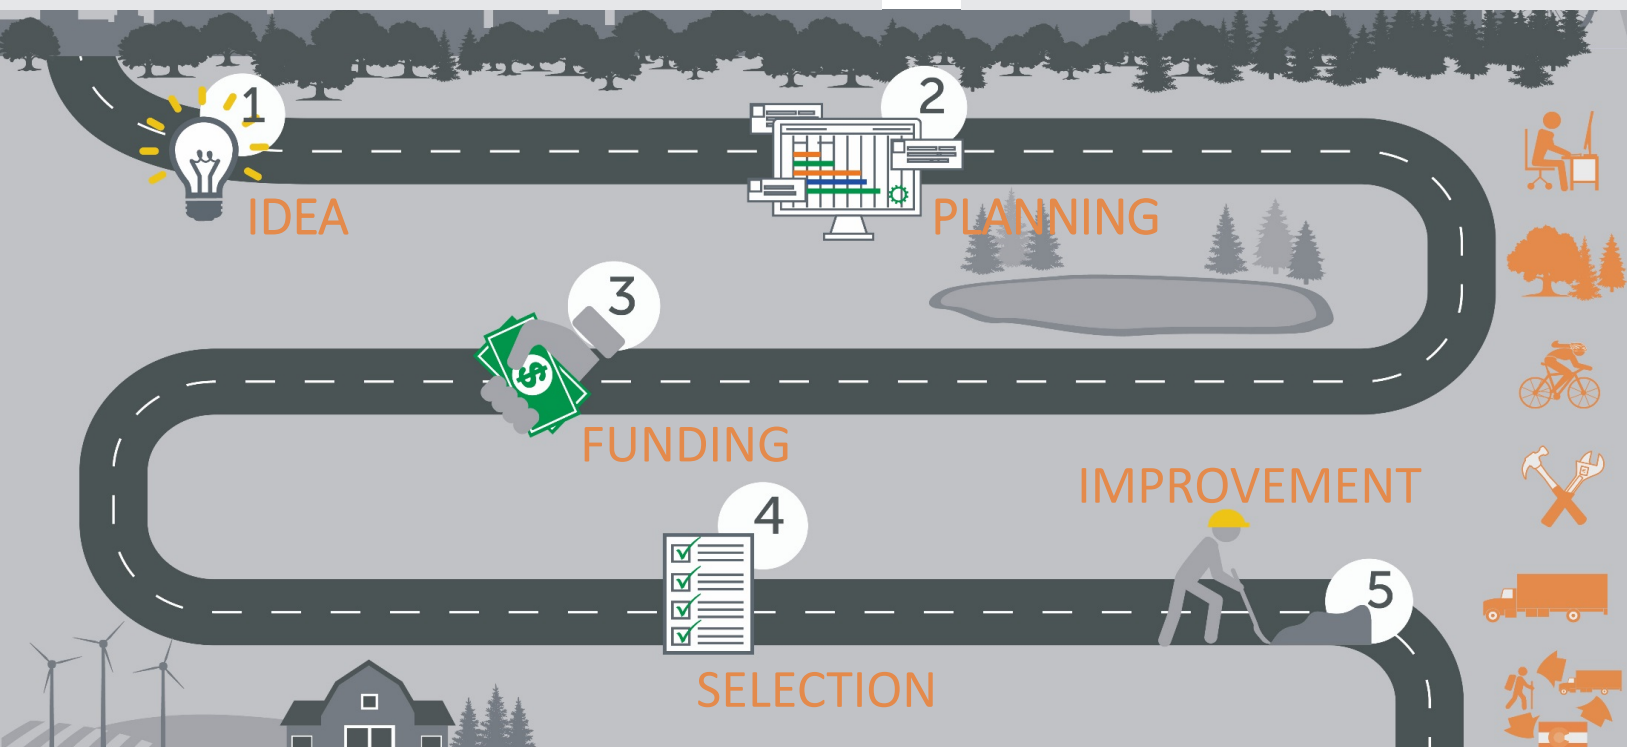 1
IDEA
2
PLANNING
3
$
FUNDING
4
SELECTION
IMPROVEMENT
5